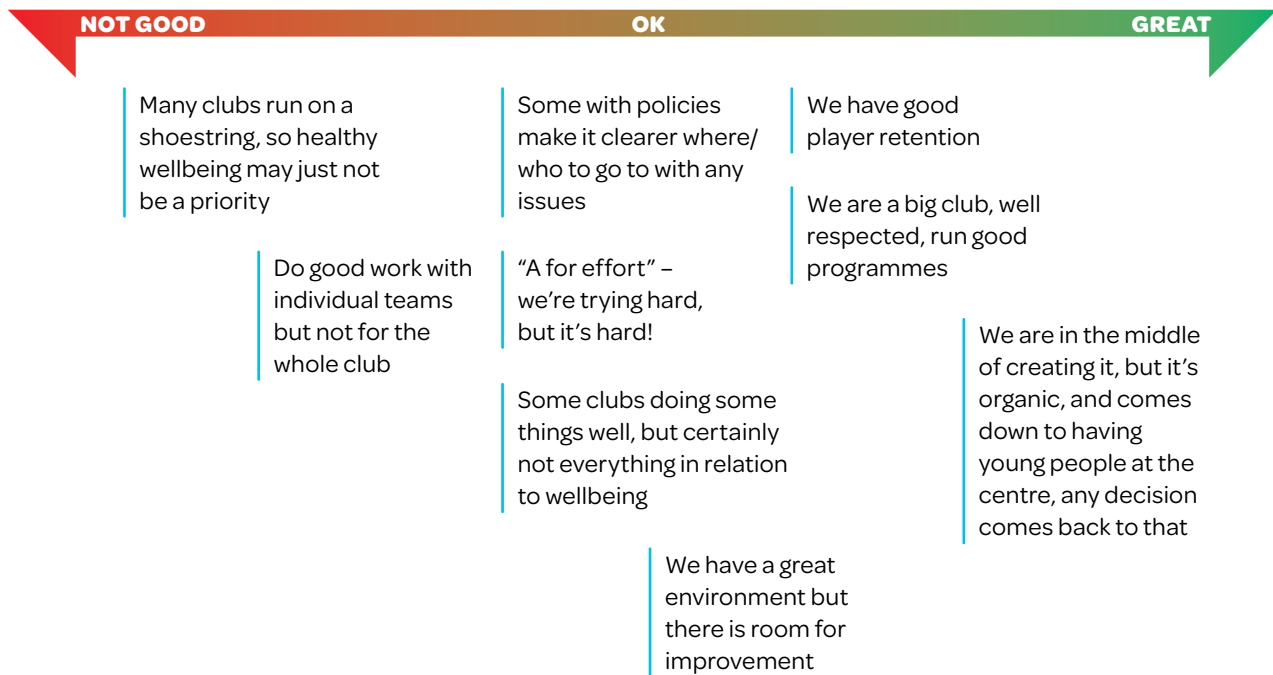 NOT GOOD
OK
GREAT
Many clubs run on a
shoestring, so healthy
wellbeing may just not
be a priority
Do good work with
individual teams
but not for the
whole club
Some with policies
make it clearer where/
who to go to with any
issues
“A for effort” –
we’re trying hard,
but it’s hard!
Some clubs doing some
things well, but certainly
not everything in relation
to wellbeing
We have a great
environment but
there is room for
improvement
We have good
player retention
We are a big club, well
respected, run good
programmes
We are in the middle
of creating it, but it’s
organic, and comes
down to having
young people at the
centre, any decision
comes back to that